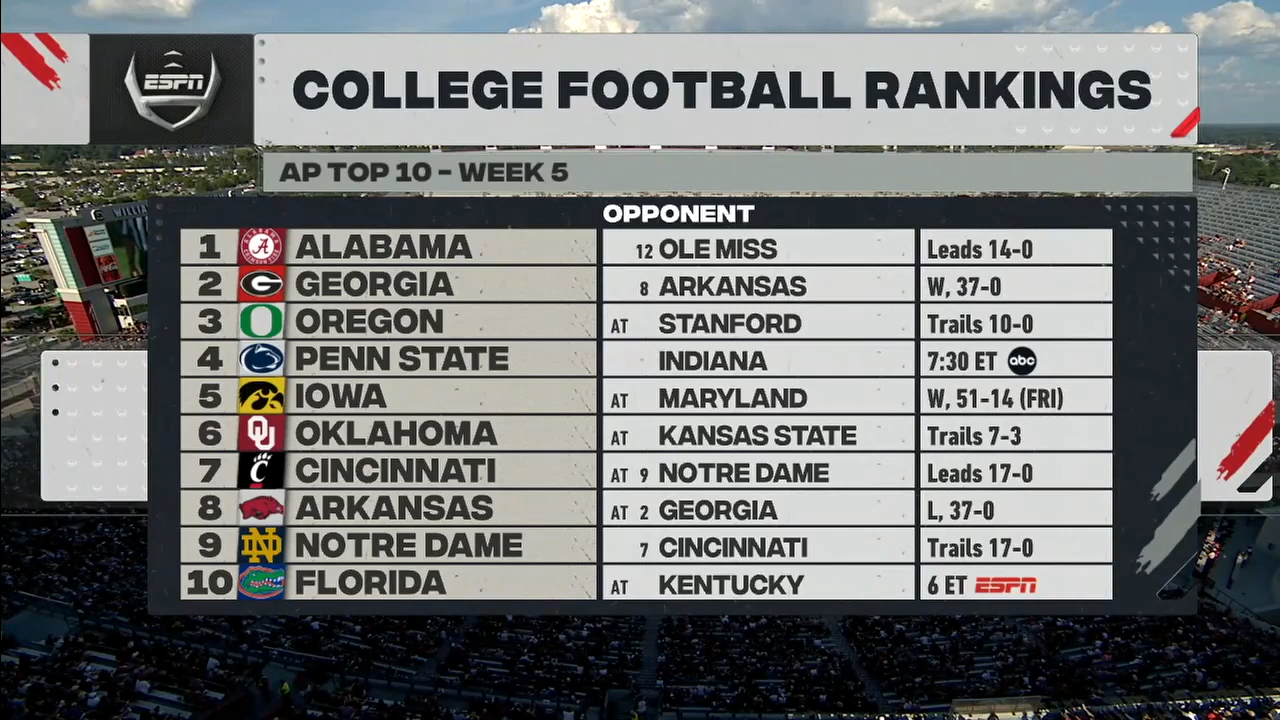 ESPN
COLLEGE FOOTBALL RANKINGS
AP TOP 10 – WEEK 5
OPPONENT
1 A ALABAMA 12 OLE MISS Leads 14-0
2 G GEORGIA 8 ARKANSAS W, 37-0
3 O OREGON AT STANFORD Trails 10-0
4 PENN STATE INDIANA 7:30 ET abc
5 IOWA AT MARYLAND W, 51-14 (FRI)
6 OU OKLAHOMA AT KANSAS STATE Trails 7-3
7 C CINCINNATI AT 9 NOTRE DAME Leads 17-0
8 ARKANSAS AT 2 GEORGIA L, 37-0
9 ND NOTRE DAME 7 CINCINNATI Trails 17-0
10 FLORIDA AT KENTUCKY 6 ET ESPN